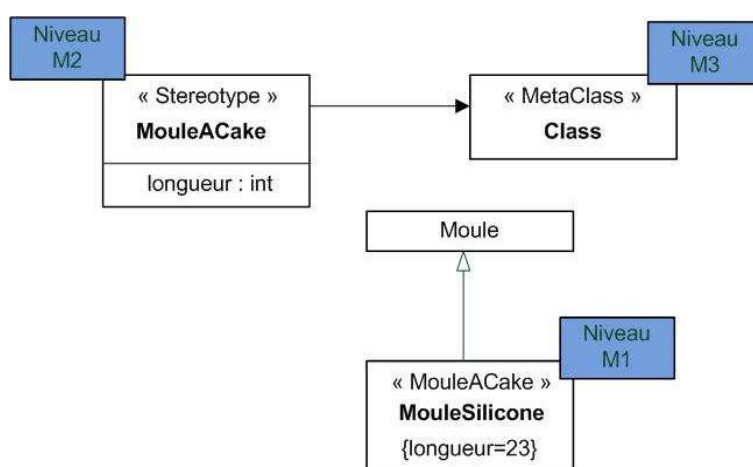 Niveau
M2
« Stereotype »
MouleACake
longueur : int
« MetaClass »
Class
Niveau
M3
Moule
Niveau
M1
« MouleACake »
MouleSilicone
{longueur=23}